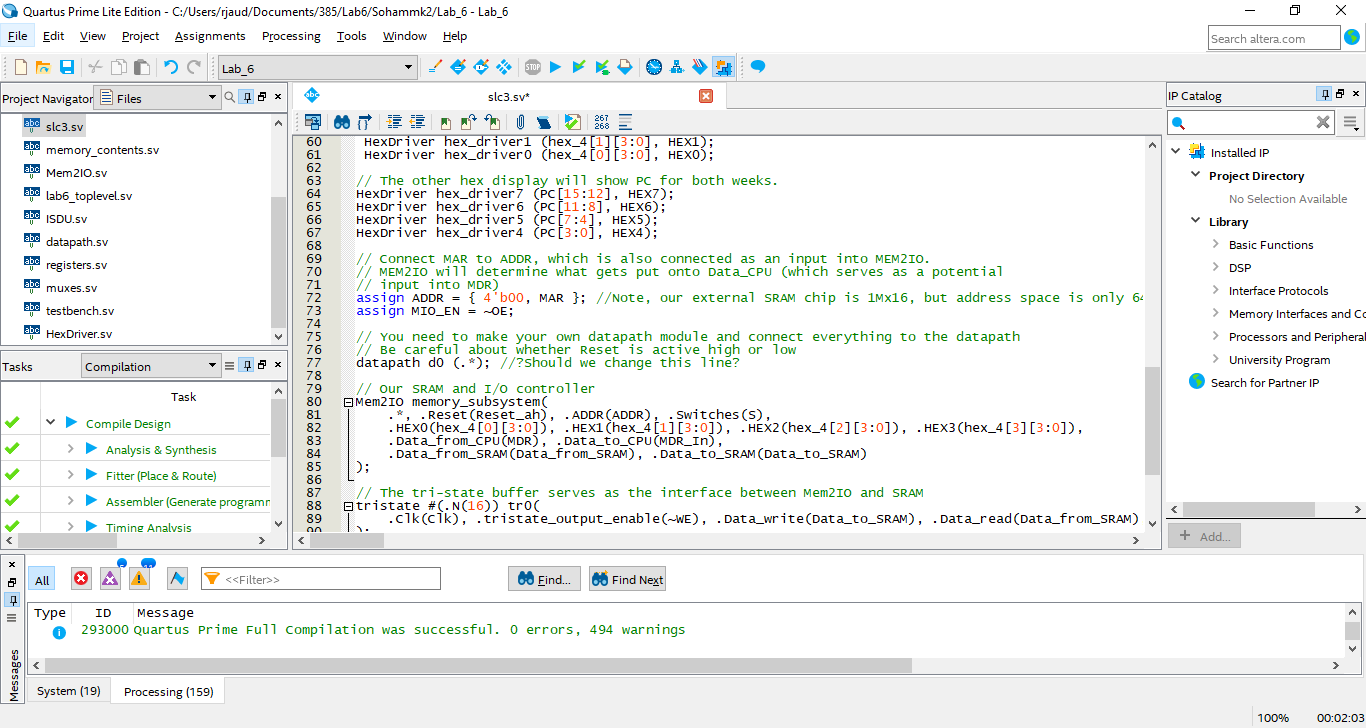 Quartus Prime Lite Edition - C:/Users/rjaud/Documents/385/Lab6/Sohammk2/Lab_6 - Lab_6
File Edit View Project Assignments Processing Tools Window Help
Search altera.com
Lab_6
Project Navigator Files
slc3.sv
memory_contents.sv
Mem2IO.sv
lab6_toplevel.sv
ISDU.sv
datapath.sv
registers.sv
muxes.sv
testbench.sv
HexDriver.sv
Tasks Compilation
Task
Compile Design
Analysis & Synthesis
Fitter (Place & Route)
Assembler (Generate programm
Timing Analysis
slc3.sv*
267
268
60 HexDriver hex_driver1 (hex_4[1][3:0], HEX1);
61 HexDriver hex_driver0 (hex_4[0][3:0], HEX0);
62
63 // The other hex display will show PC for both weeks.
64 HexDriver hex_driver7 (PC[15:12], HEX7);
65 HexDriver hex_driver6 (PC[11:8], HEX6);
66 HexDriver hex_driver5 (PC[7:4], HEX5);
67 HexDriver hex_driver4 (PC[3:0], HEX4);
68
69 // Connect MAR to ADDR, which is also connected as an input into MEM2IO.
70 // MEM2IO will determine what gets put onto Data_CPU (which serves as a potential
71 // input into MDR)
72 assign ADDR = { 4'b00, MAR }; //Note, our external SRAM chip is 1Mx16, but address space is only 64
73 assign MIO_EN = ~OE;
74
75 // You need to make your own datapath module and connect everything to the datapath
76 // Be careful about whether Reset is active high or low
77 datapath d0 (.*); //?Should we change this line?
78
79 // Our SRAM and I/O controller
80 Mem2IO memory_subsystem(
81 .*, .Reset(Reset_ah), .ADDR(ADDR), .Switches(S),
82 .HEX0(hex_4[0][3:0]), .HEX1(hex_4[1][3:0]), .HEX2(hex_4[2][3:0]), .HEX3(hex_4[3][3:0]),
83 .Data_from_CPU(MDR), .Data_to_CPU(MDR_In),
84 .Data_from_SRAM(Data_from_SRAM), .Data_to_SRAM(Data_to_SRAM)
85 );
86
87 // The tri-state buffer serves as the interface between Mem2IO and SRAM
88 tristate #(.N(16)) tr0(
89 .Clk(Clk), .tristate_output_enable(~WE), .Data_write(Data_to_SRAM), .Data_read(Data_from_SRAM)
90 );
IP Catalog
Installed IP
Project Directory
No Selection Available
Library
Basic Functions
DSP
Interface Protocols
Memory Interfaces and Co
Processors and Peripheral
University Program
Search for Partner IP
+ Add...
Messages
All <<Filter>> Find... Find Next
Type ID Message
293000 Quartus Prime Full Compilation was successful. 0 errors, 494 warnings
System (19) Processing (159)
100% 00:02:03